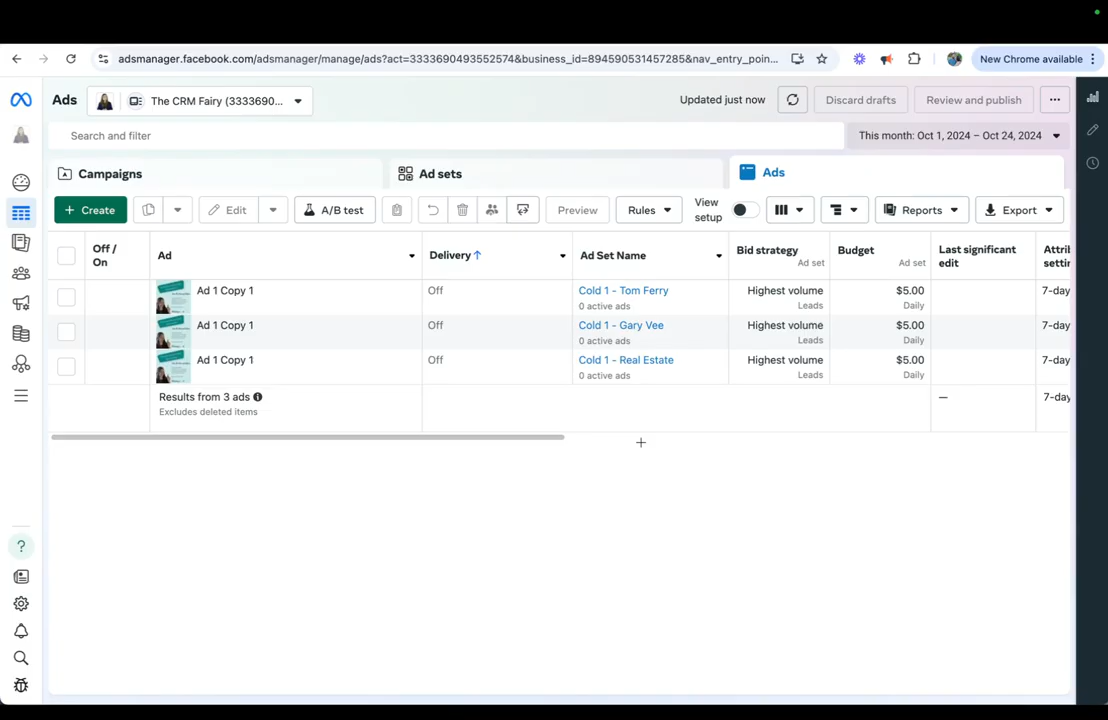 adsmanager.facebook.com/adsmanager/manage/ads?act=3333690493552574&business_id=894590531457285&nav_entry_poin...
New Chrome available
Ads
The CRM Fairy (3333690...
Updated just now
Discard drafts
Review and publish
Search and filter
This month: Oct 1, 2024 – Oct 24, 2024
Campaigns
Ad sets
Ads
+ Create
Edit
A/B test
Preview
Rules
View
setup
Reports
Export
Off /
On
Ad
Delivery ↑
Ad Set Name
Bid strategy
Ad set
Budget
Ad set
Last significant
edit
Attrib
settin
Ad 1 Copy 1
Off
Cold 1 - Tom Ferry
0 active ads
Highest volume
Leads
$5.00
Daily
7-day
Ad 1 Copy 1
Off
Cold 1 - Gary Vee
0 active ads
Highest volume
Leads
$5.00
Daily
7-day
Ad 1 Copy 1
Off
Cold 1 - Real Estate
0 active ads
Highest volume
Leads
$5.00
Daily
7-day
Results from 3 ads
Excludes deleted items
—
7-day